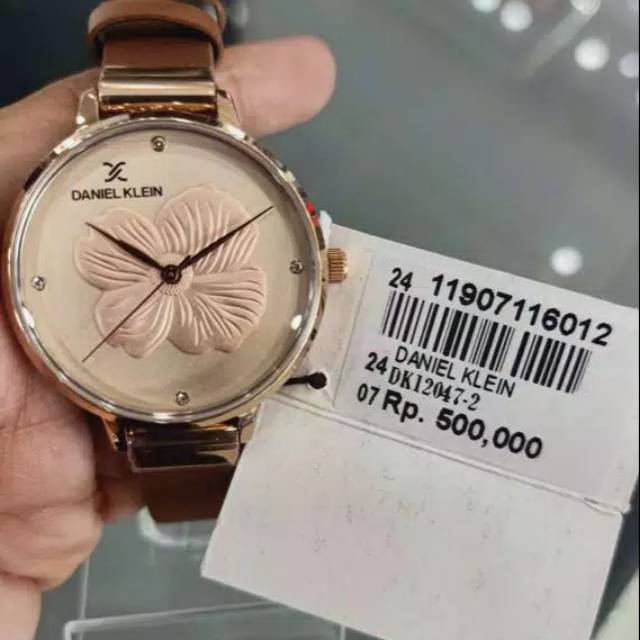 DANIEL KLEIN
24 11907116012
DANIEL KLEIN
24 DK12047-2
07 Rp. 500,000